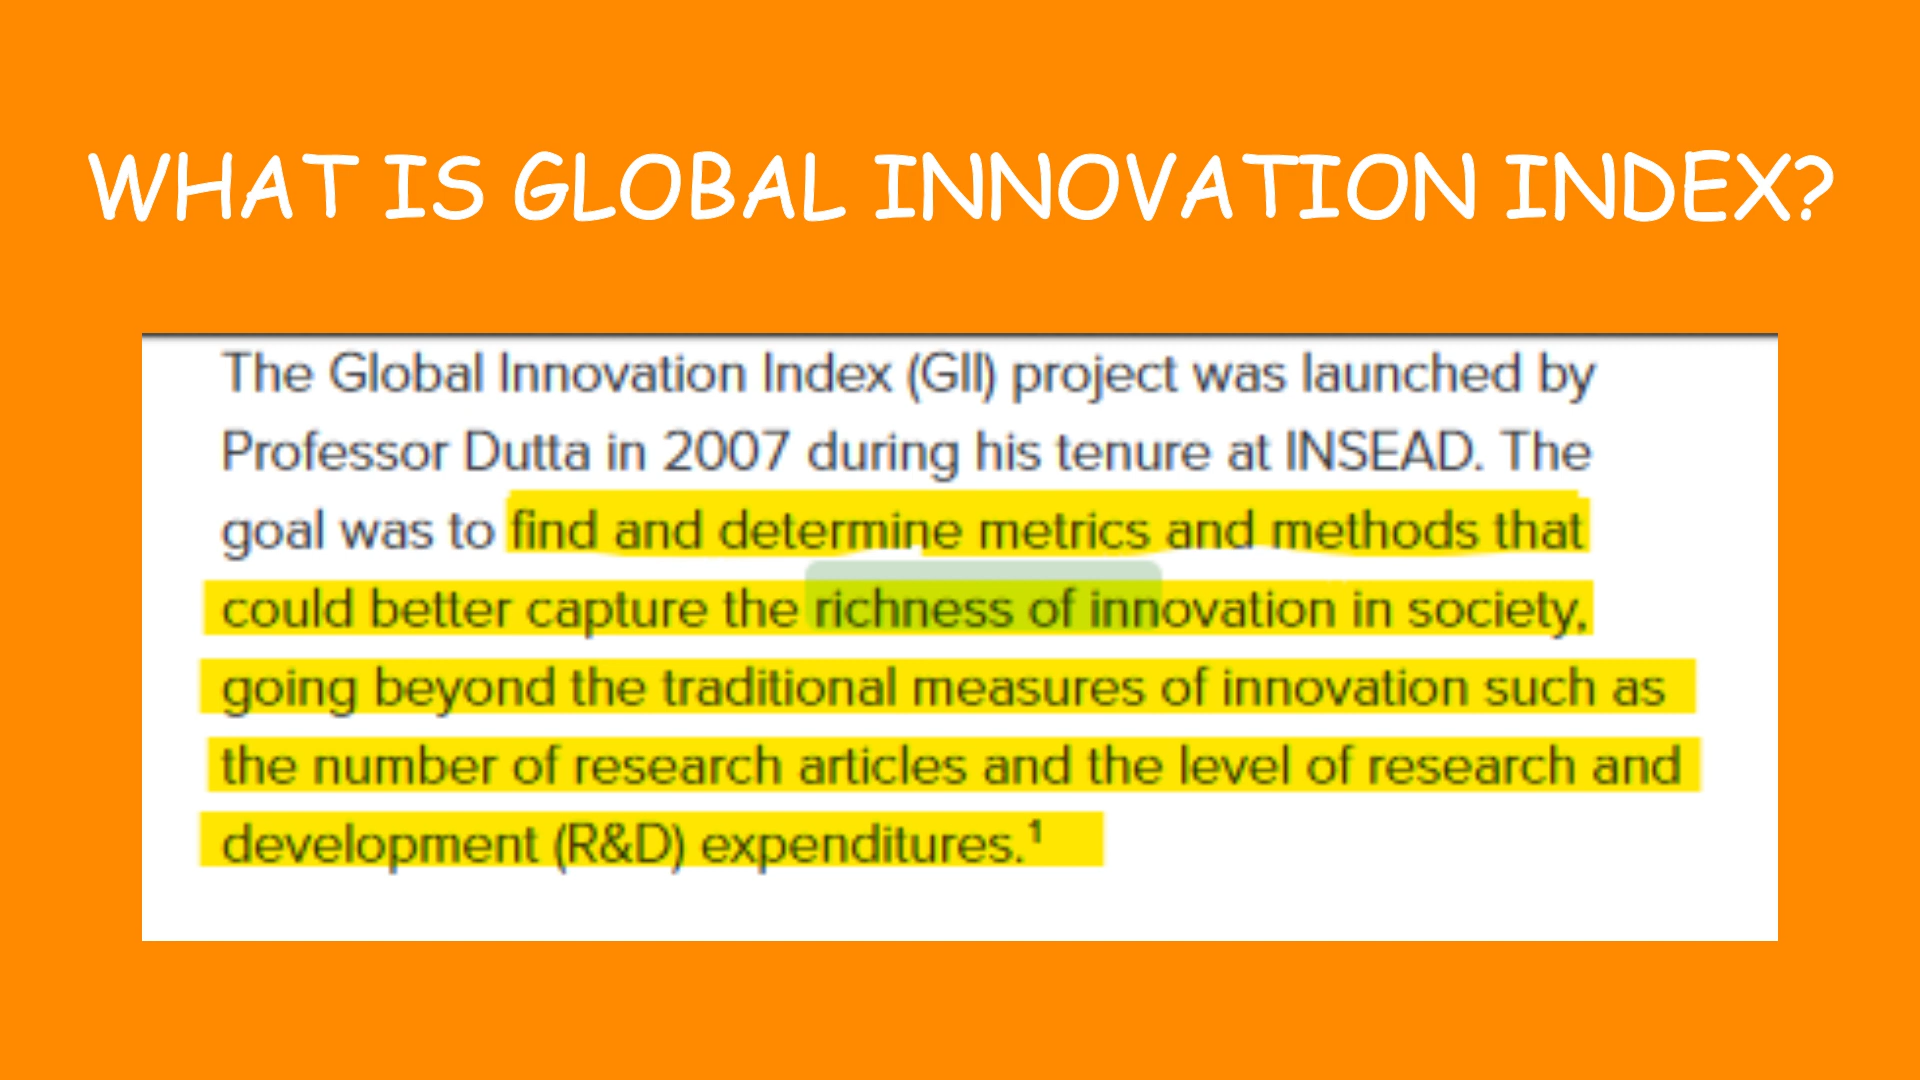 WHAT IS GLOBAL INNOVATION INDEX?
The Global Innovation Index (GII) project was launched by
Professor Dutta in 2007 during his tenure at INSEAD. The
goal was to find and determine metrics and methods that
could better capture the richness of innovation in society,
going beyond the traditional measures of innovation such as
the number of research articles and the level of research and
development (R&D) expenditures.¹